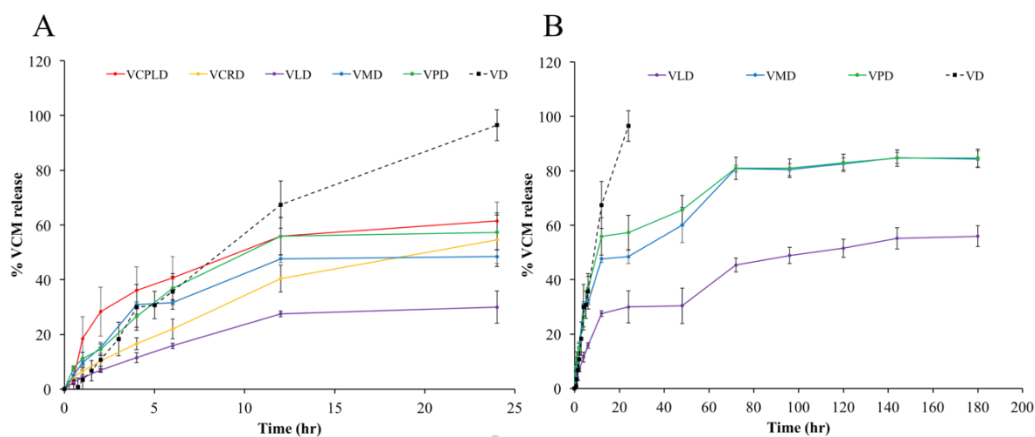 A
120
VCPLD VCRD VLD VMD VPD VD
100
80
60
40
20
0
% VCM release
0 5 10 15 20 25
Time (hr)
B
120
VLD VMD VPD VD
100
80
60
40
20
0
% VCM release
0 20 40 60 80 100 120 140 160 180 200
Time (hr)